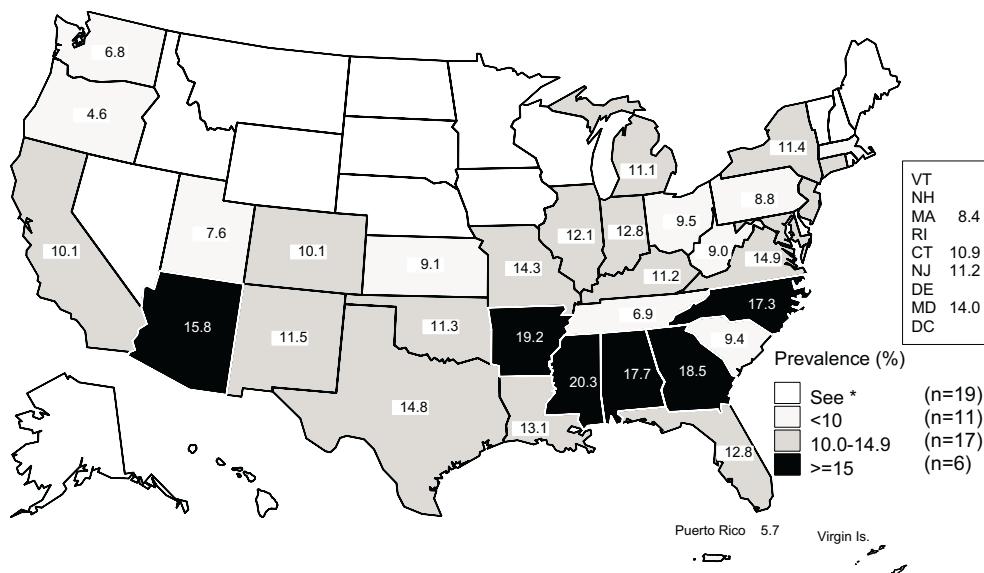 6.8
4.6
11.4
11.1
8.8
9.5
12.8
12.1
10.1
7.6
10.1
9.1
14.3
9.0
14.9
11.2
VT
NH
MA 8.4
RI
CT 10.9
NJ 11.2
DE
MD 14.0
DC
15.8
11.5
11.3
19.2
6.9
17.3
9.4
20.3
17.7
18.5
14.8
13.1
12.8
Prevalence (%)
See * (n=19)
<10 (n=11)
10.0-14.9 (n=17)
>=15 (n=6)
Puerto Rico 5.7
Virgin Is.